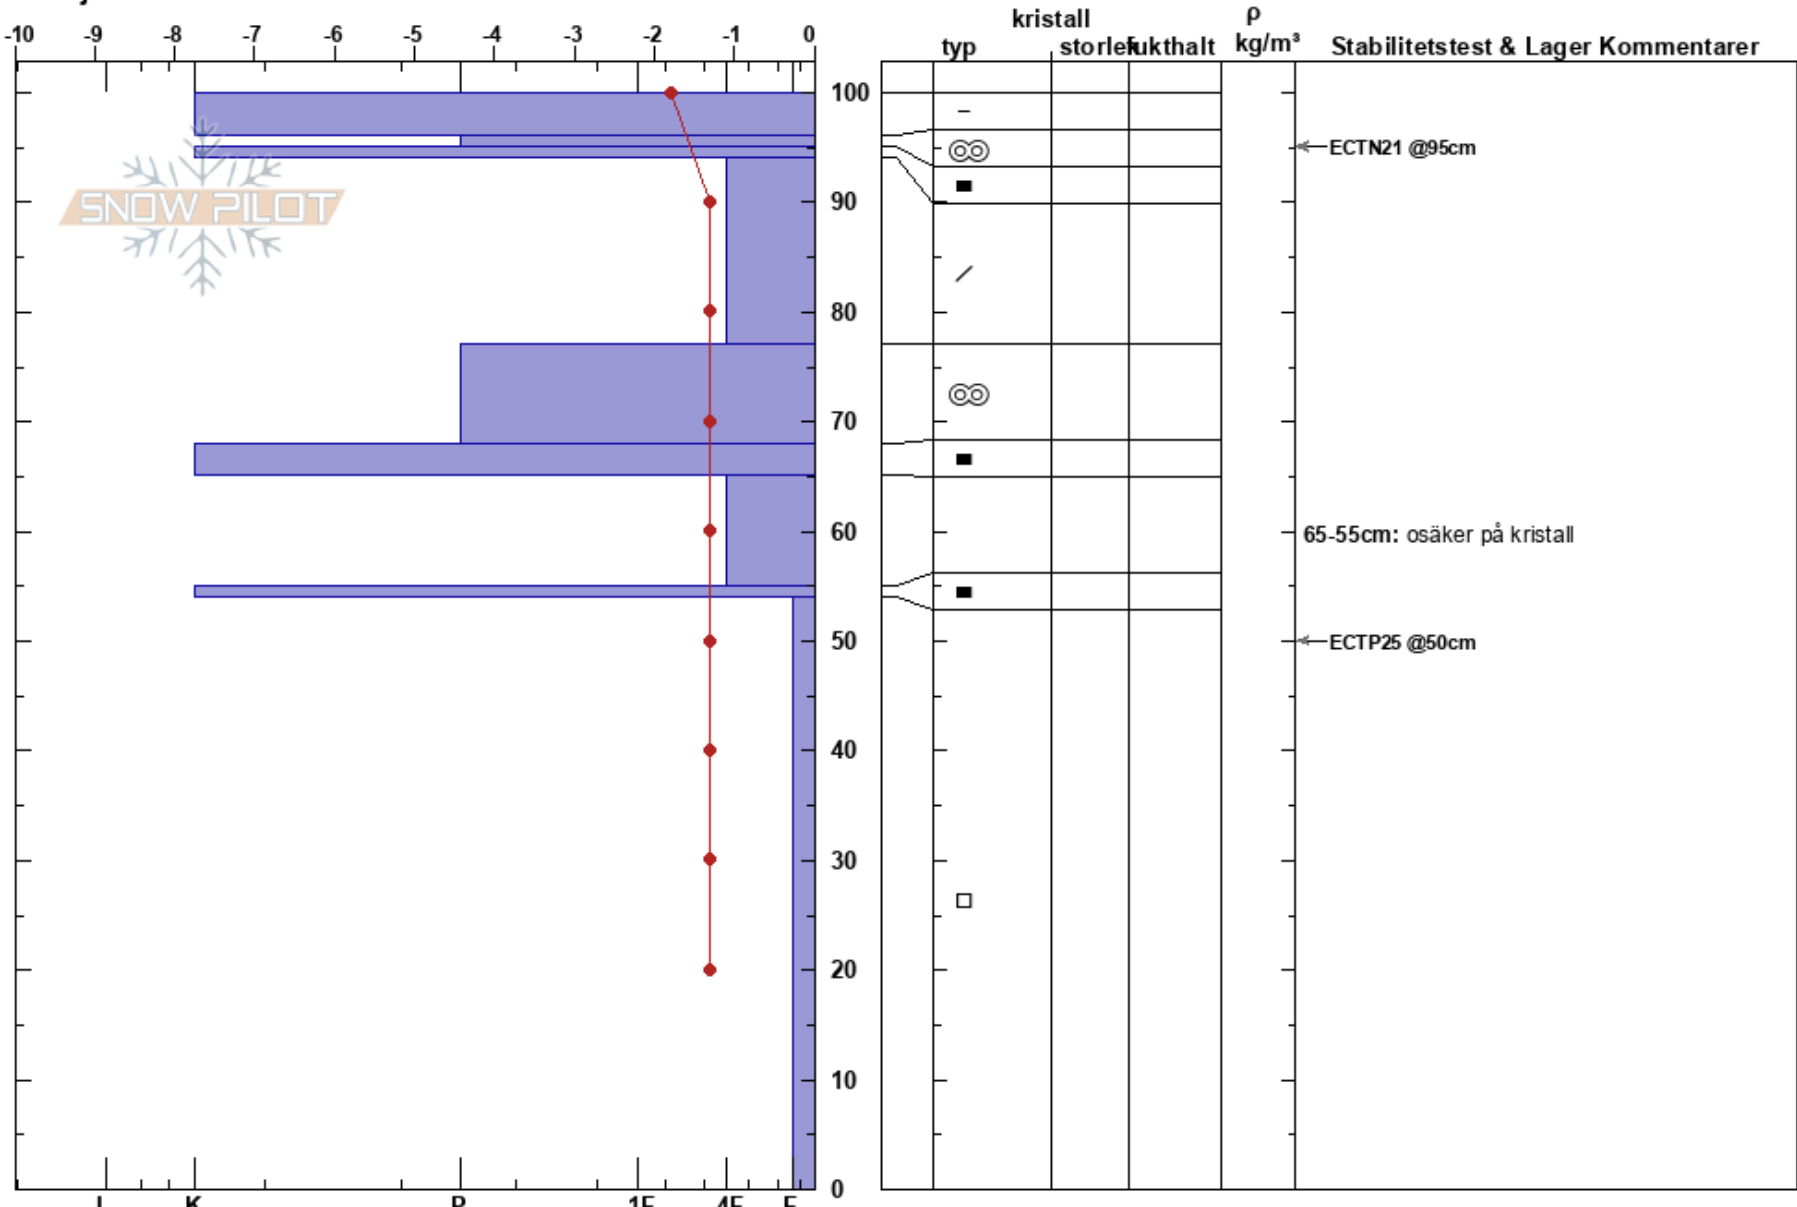 kristall ρ
-10 -9 -8 -7 -6 -5 -4 -3 -2 -1 0
typ storlek fukthalt kg/m³ Stabilitetstest & Lager Kommentarer
100
ECTN21 @95cm
SNOW PILOT
90
80
70
60
65-55cm: osäker på kristall
50
ECTP25 @50cm
40
30
20
10
0
I K P 1F 4F F